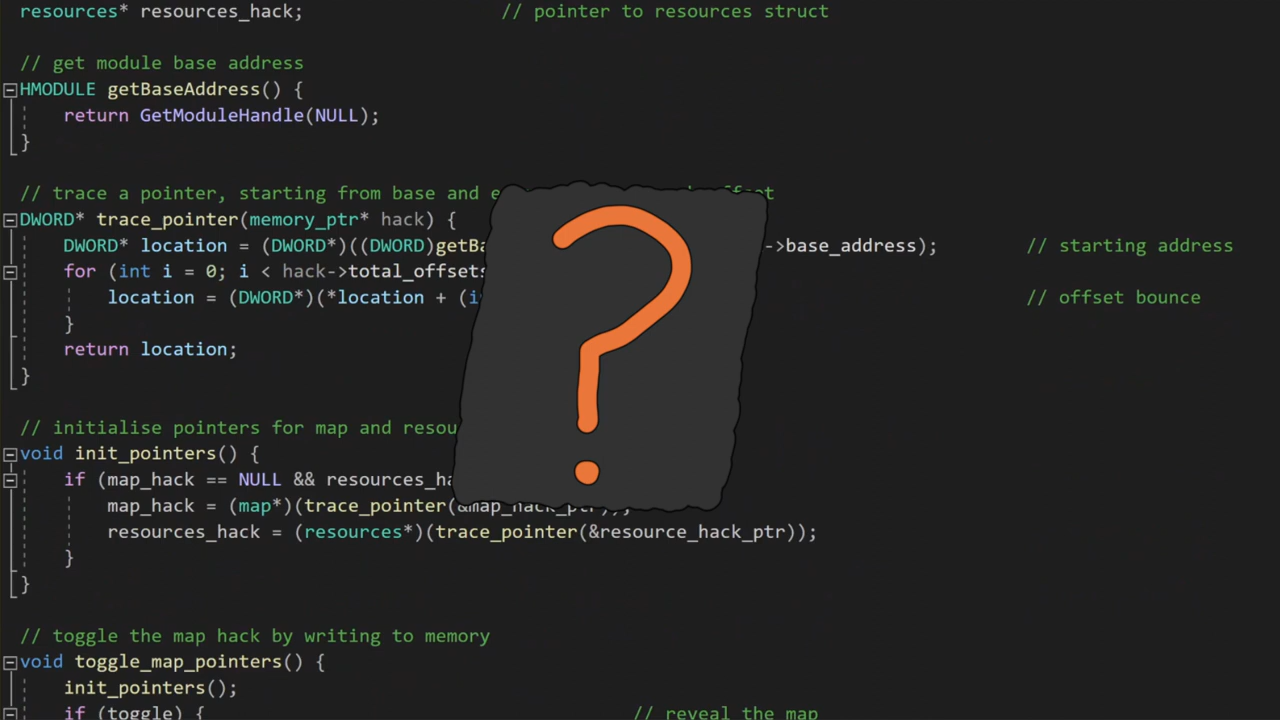 resources* resources_hack; // pointer to resources struct
// get module base address
HMODULE getBaseAddress() {
return GetModuleHandle(NULL);
}
// trace a pointer, starting from base and
DWORD* trace_pointer(memory_ptr* hack) {
DWORD* location = (DWORD*)((DWORD) ->base_address); // starting address
for (int i = 0; i < hack->total_offsets
location = (DWORD*)(*location + ( // offset bounce
}
return location;
}
// initialise pointers for map and
void init_pointers() {
if (map_hack == NULL &&
map_hack = (map*)(trace_pointer(&map_hack_ptr));
resources_hack = (resources*)(trace_pointer(&resource_hack_ptr));
}
}
// toggle the map hack by writing to memory
void toggle_map_pointers() {
init_pointers();
if (toggle) { // reveal the map
?